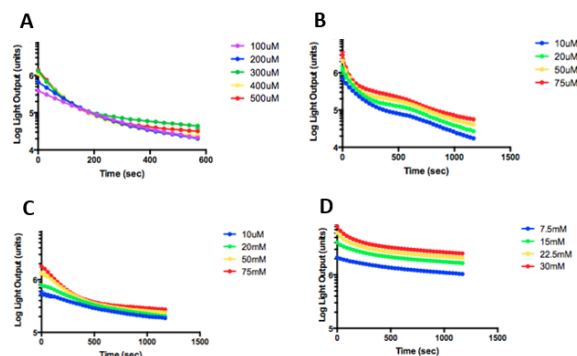 A
Log Light Output (units)
6
5
4
0
200
400
600
Time (sec)
100uM
200uM
300uM
400uM
500uM
B
Log Light Output (units)
6
5
4
0
500
1000
1500
Time (sec)
10uM
20uM
50uM
75uM
C
Log Light Output (units)
6
5
0
500
1000
1500
Time (sec)
10uM
20mM
50mM
75mM
D
Log Light Output (units)
6
5
0
500
1000
1500
Time (sec)
7.5mM
15mM
22.5mM
30mM